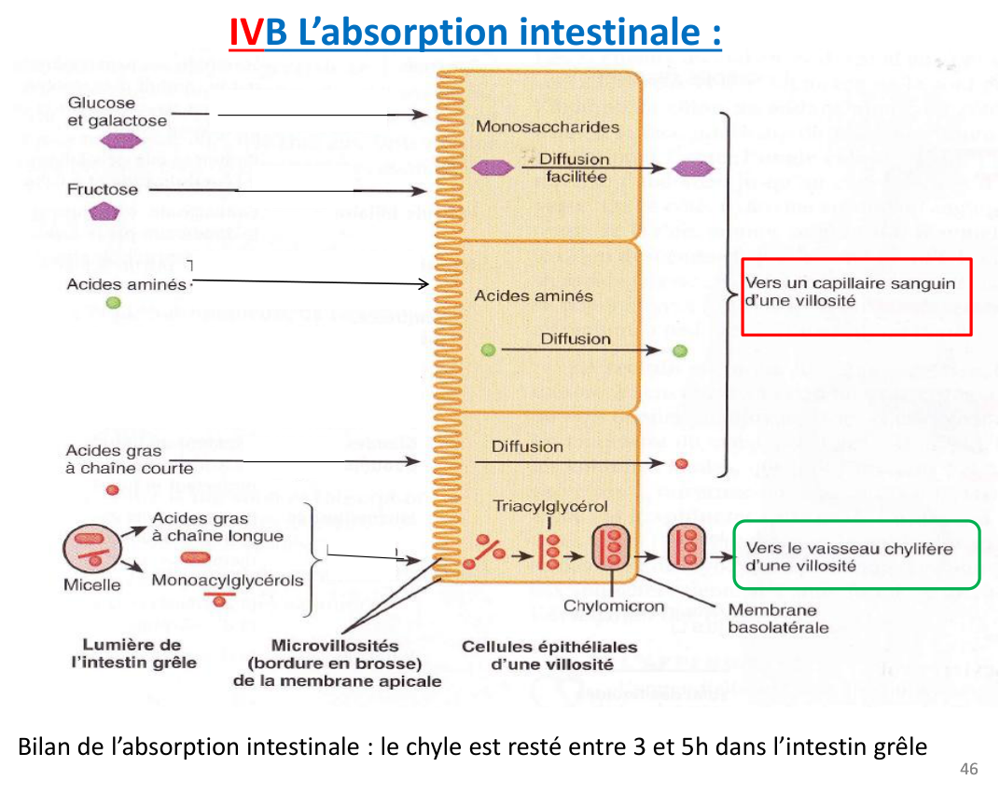 IVB L’absorption intestinale :
Glucose
et galactose
Fructose
Acides aminés
Acides gras
à chaîne courte
Acides gras
à chaîne longue
Monoacylglycérols
Micelle
Monosaccharides
Diffusion
facilitée
Acides aminés
Diffusion
Diffusion
Triacylglycérol
Chylomicron
Vers un capillaire sanguin
d’une villosité
Vers le vaisseau chylifère
d’une villosité
Membrane
basolatérale
Lumière de
l’intestin grêle
Microvillosités
(bordure en brosse)
de la membrane apicale
Cellules épithéliales
d’une villosité
Bilan de l’absorption intestinale : le chyle est resté entre 3 et 5h dans l’intestin grêle
46